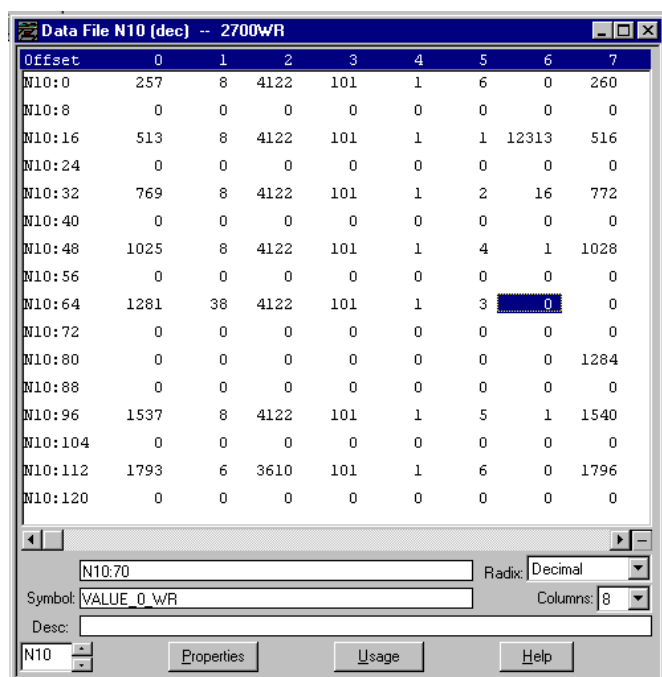 Data File N10 (dec) -- 2700WR
Offset 0 1 2 3 4 5 6 7
N10:0 257 8 4122 101 1 6 0 260
N10:8 0 0 0 0 0 0 0 0
N10:16 513 8 4122 101 1 1 12313 516
N10:24 0 0 0 0 0 0 0 0
N10:32 769 8 4122 101 1 2 16 772
N10:40 0 0 0 0 0 0 0 0
N10:48 1025 8 4122 101 1 4 1 1028
N10:56 0 0 0 0 0 0 0 0
N10:64 1281 38 4122 101 1 3 0 0
N10:72 0 0 0 0 0 0 0 0
N10:80 0 0 0 0 0 0 0 1284
N10:88 0 0 0 0 0 0 0 0
N10:96 1537 8 4122 101 1 5 1 1540
N10:104 0 0 0 0 0 0 0 0
N10:112 1793 6 3610 101 1 6 0 1796
N10:120 0 0 0 0 0 0 0 0
N10:70 Radix: Decimal
Symbol: VALUE_0_WR Columns: 8
Desc:
N10 Properties Usage Help